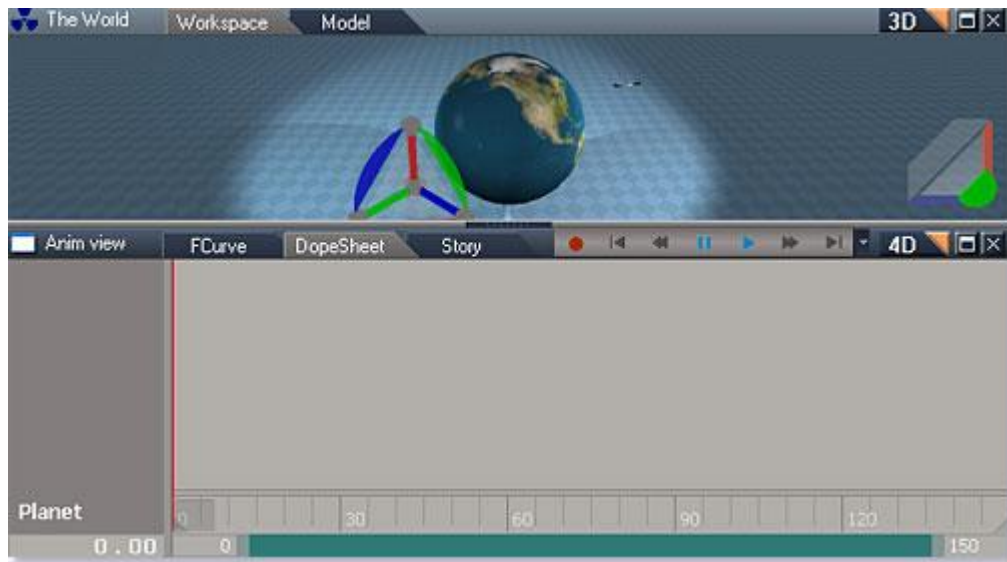 The World Workspace Model 3D
Anim view FCurve DopeSheet Story 4D
Planet 0 30 60 90 120
0.00 0 150